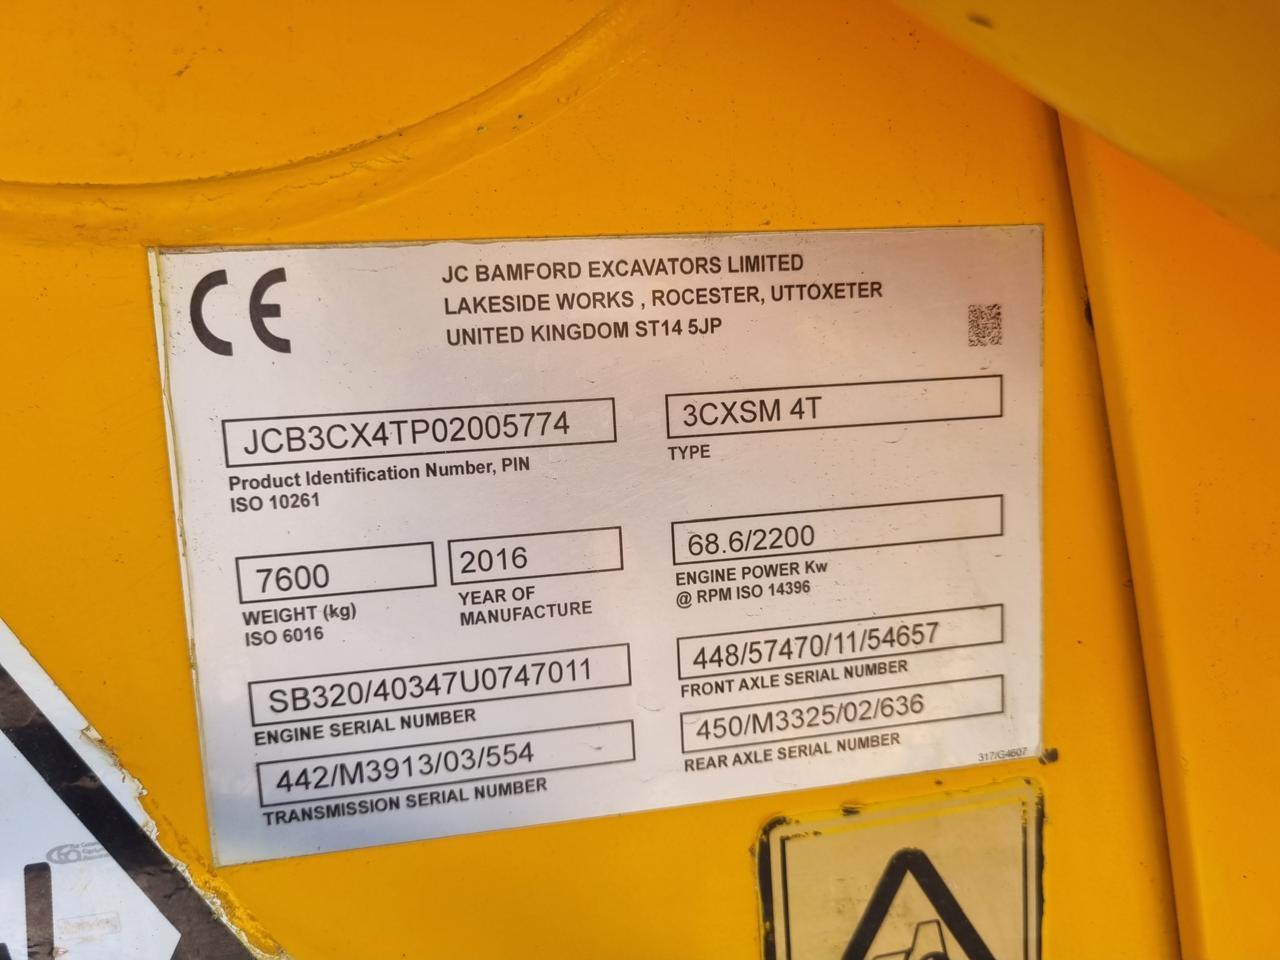 CE
JC BAMFORD EXCAVATORS LIMITED
LAKESIDE WORKS , ROCESTER, UTTOXETER
UNITED KINGDOM ST14 5JP
JCB3CX4TP02005774
Product Identification Number, PIN
ISO 10261
3CXSM 4T
TYPE
7600
WEIGHT (kg)
ISO 6016
2016
YEAR OF
MANUFACTURE
68.6/2200
ENGINE POWER Kw
@ RPM ISO 14396
SB320/40347U0747011
ENGINE SERIAL NUMBER
448/57470/11/54657
FRONT AXLE SERIAL NUMBER
442/M3913/03/554
TRANSMISSION SERIAL NUMBER
450/M3325/02/636
REAR AXLE SERIAL NUMBER
317/G4607